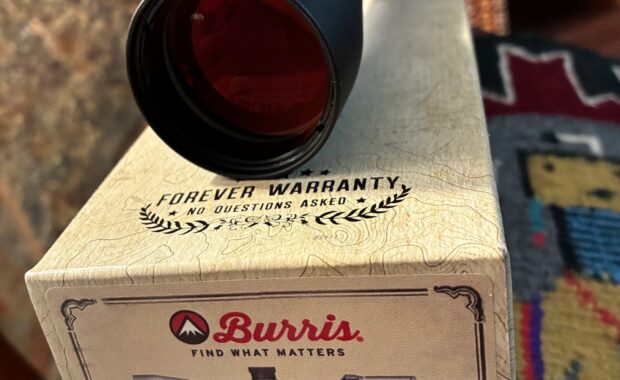 FOREVER WARRANTY
★ NO QUESTIONS ASKED ★
Burris.
FIND WHAT MATTERS